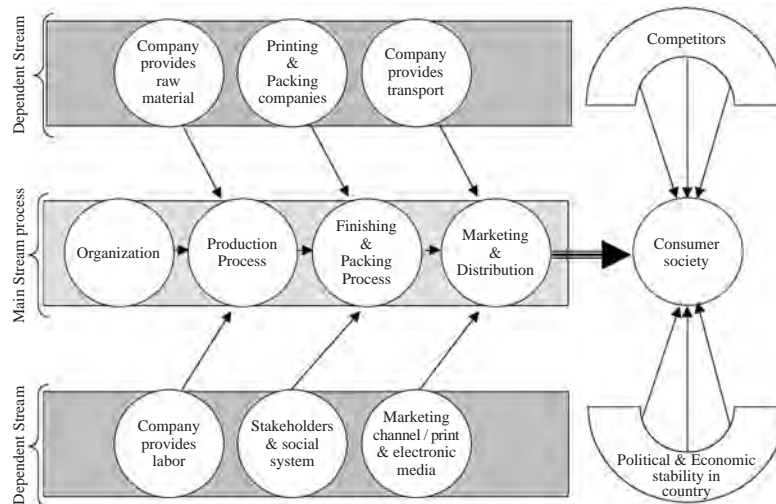 Dependent Stream
Company
provides
raw
material
Printing
&
Packing
companies
Company
provides
transport
Competitors
Main Stream process
Organization
Production
Process
Finishing
&
Packing
Process
Marketing
&
Distribution
Consumer
society
Dependent Stream
Company
provides
labor
Stakeholders
& social
system
Marketing
channel / print
& electronic
media
Political & Economic
stability in
country